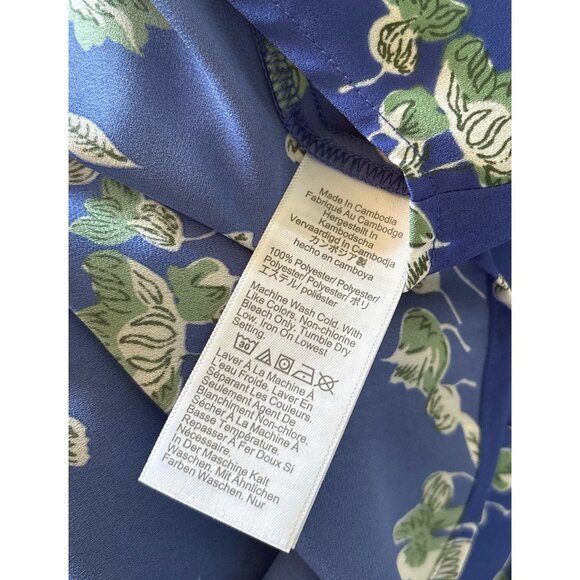 Made In Cambodia
Fabriqué Au Cambodge
Hergestellt In
Kambodscha
Vervaardigd In Cambodja
カンボジア製
hecho en camboya
100% Polyester/ Polyester/
Polyester/ Polyester/ ポリ
エステル/ poliéster
Machine Wash Cold. With
Like Colors. Non-chlorine
Bleach Only. Tumble Dry
Low. Iron On Lowest
Setting.
30
Laver À La Machine À
L'eau Froide. Laver En
Séparant Les Couleurs.
Seulement Agent De
Blanchiment Non-chlore.
Sécher À La Machine À
Basse Température.
Repasser À Fer Doux Si
Nécessaire.
In Der Maschine Kalt
Waschen. Mit Ähnlichen
Farben Waschen. Nur